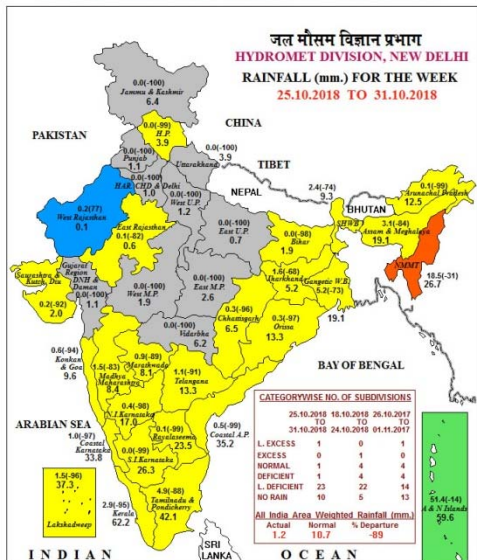 जल मौसम विज्ञान प्रभाग
HYDROMET DIVISION, NEW DELHI
RAINFALL (mm.) FOR THE WEEK
25.10.2018 TO 31.10.2018
0.0(-100)
Jammu & Kashmir
6.4
CHINA
PAKISTAN
0.0(-99)
H.P.
3.9
0.0(-100)
Punjab
1.1
0.0(-100)
3.9
Uttarakhand
TIBET
0.0(-100)
HAR CHD & Delhi
1.0
0.0(-100)
West U.P.
1.2
NEPAL
2.4(-74)
9.3
BHUTAN
0.1(-99)
Arunachal Pradesh
12.5
0.2(77)
West Rajasthan
0.1
0.1(-82)
East Rajasthan
0.6
0.0(-100)
East U.P.
0.7
0.0(-98)
Bihar
1.9
SHWB
3.1(-84)
Assam & Meghalaya
19.1
NMMT
18.5(-31)
26.7
Saurashtra
Kutch, Diu
0.2(-92)
2.0
Gujarat
Region
DNH &
Daman
0.0(-100)
1.1
0.0(-100)
West M.P.
1.9
0.0(-100)
East M.P.
2.6
1.6(-68)
Jharkhand
5.2
Gangetic W.B.
5.2(-73)
19.1
0.3(-96)
Chhattisgarh
6.5
0.3(-97)
Orissa
13.3
0.0(-100)
Vidarbha
6.2
0.6(-94)
Konkan
& Goa
9.6
1.5(-83)
Madhya
Maharashtra
8.4
0.9(-89)
Marathwada
8.1
1.1(-91)
Telangana
13.3
BAY OF BENGAL
ARABIAN SEA
0.4(-98)
N.I.Karnataka
17.0
0.1(-99)
Rayalaseema
23.5
0.5(-99)
Coastal A.P.
35.2
1.0(-97)
Coastal
Karnataka
33.8
0.0(-99)
S.I.Karnataka
26.3
1.5(-96)
37.3
Lakshadweep
2.9(-95)
Kerala
62.2
4.9(-88)
Tamilnadu &
Pondicherry
42.1
CATEGORYWISE NO. OF SUBDIVISIONS
25.10.2018 18.10.2018 26.10.2017
TO TO TO
31.10.2018 24.10.2018 01.11.2017
L. EXCESS 1 0 1
EXCESS 0 1 0
NORMAL 1 4 4
DEFICIENT 1 4 4
L. DEFICIENT 23 22 14
NO RAIN 10 5 13
All India Area Weighted Rainfall (mm.)
Actual Normal % Departure
1.2 10.7 -89
51.4(-14)
A & N Islands
59.6
SRI
LANKA
INDIAN OCEAN